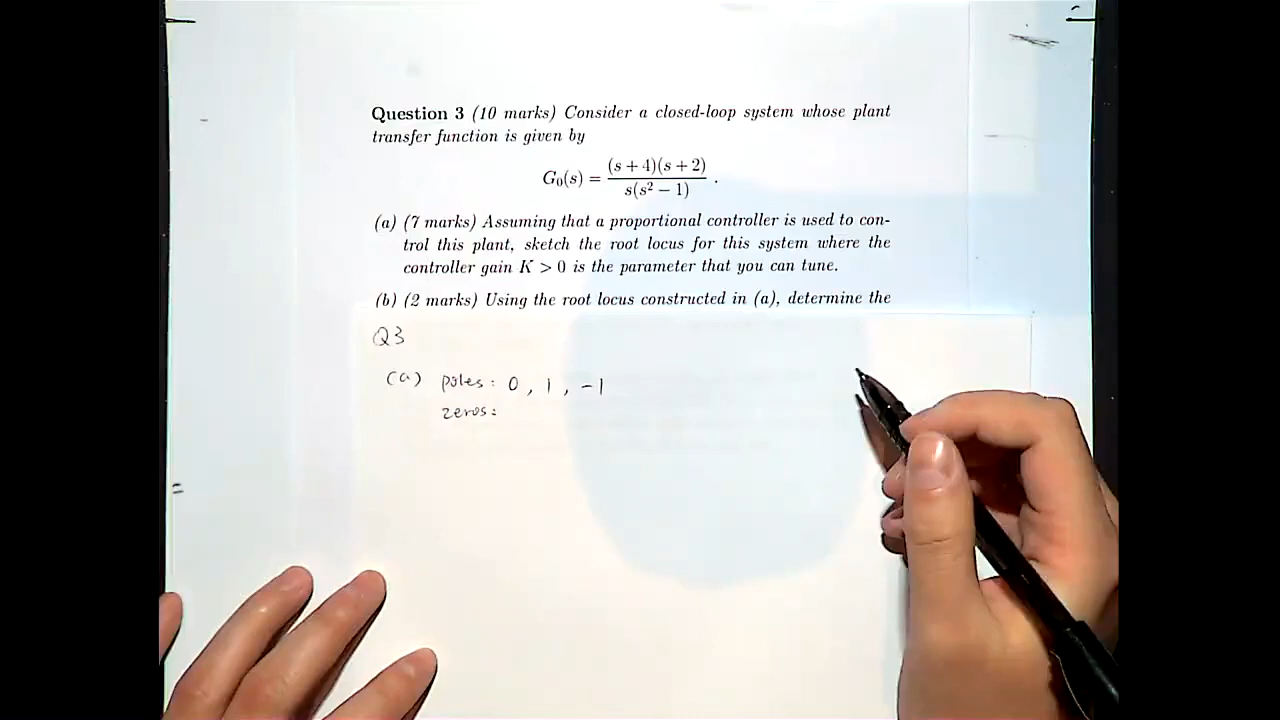 Question 3 (10 marks) Consider a closed-loop system whose plant
transfer function is given by
G₀(s) = (s + 4)(s + 2) / s(s² − 1) .
(a) (7 marks) Assuming that a proportional controller is used to con-
trol this plant, sketch the root locus for this system where the
controller gain K > 0 is the parameter that you can tune.
(b) (2 marks) Using the root locus constructed in (a), determine the
Q3
(a) poles: 0, 1, -1
zeros: